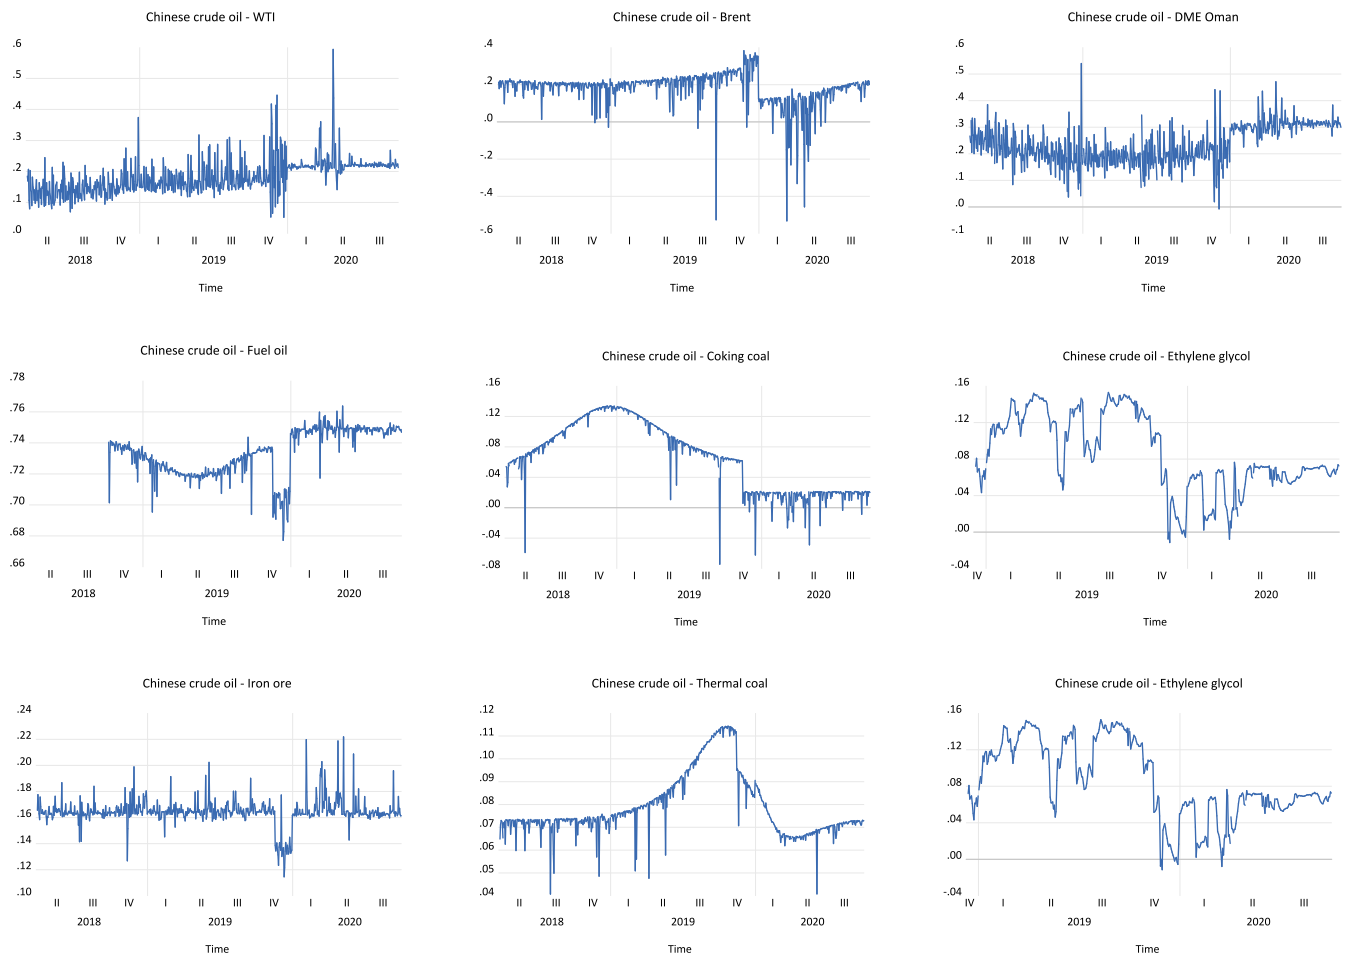 Chinese crude oil - WTI
.6
.5
.4
.3
.2
.1
.0
II III IV I II III IV I II III
2018 2019 2020
Time
Chinese crude oil - Brent
.4
.2
.0
-.2
-.4
-.6
II III IV I II III IV I II III
2018 2019 2020
Time
Chinese crude oil - DME Oman
.6
.5
.4
.3
.2
.1
.0
-.1
II III IV I II III IV I II III
2018 2019 2020
Time
Chinese crude oil - Fuel oil
.78
.76
.74
.72
.70
.68
.66
II III IV I II III IV I II III
2018 2019 2020
Time
Chinese crude oil - Coking coal
.16
.12
.08
.04
.00
-.04
-.08
II III IV I II III IV I II III
2018 2019 2020
Time
Chinese crude oil - Ethylene glycol
.16
.12
.08
.04
.00
-.04
IV I II III IV I II III
2019 2020
Time
Chinese crude oil - Iron ore
.24
.22
.20
.18
.16
.14
.12
.10
II III IV I II III IV I II III
2018 2019 2020
Time
Chinese crude oil - Thermal coal
.12
.11
.10
.09
.08
.07
.06
.05
.04
II III IV I II III IV I II III
2018 2019 2020
Time
Chinese crude oil - Ethylene glycol
.16
.12
.08
.04
.00
-.04
IV I II III IV I II III
2019 2020
Time